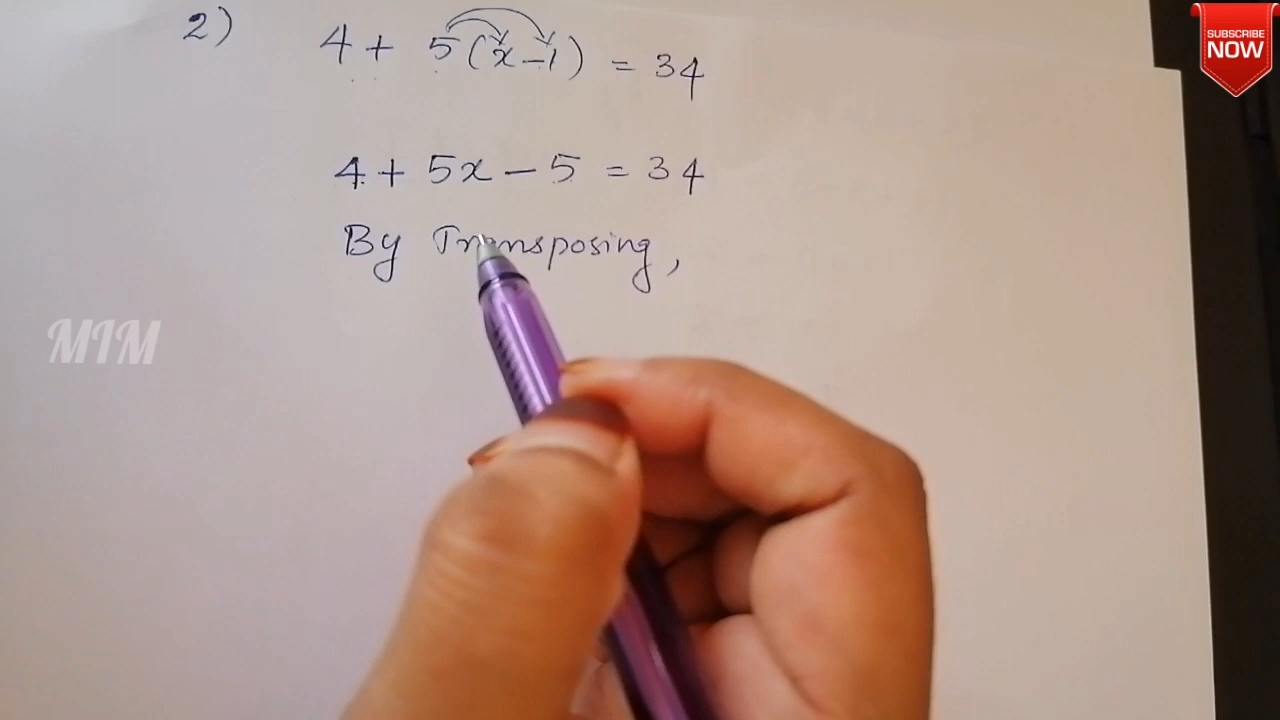 SUBSCRIBE
NOW
2) 4 + 5(x-1) = 34
4 + 5x - 5 = 34
By Transposing,
MIM